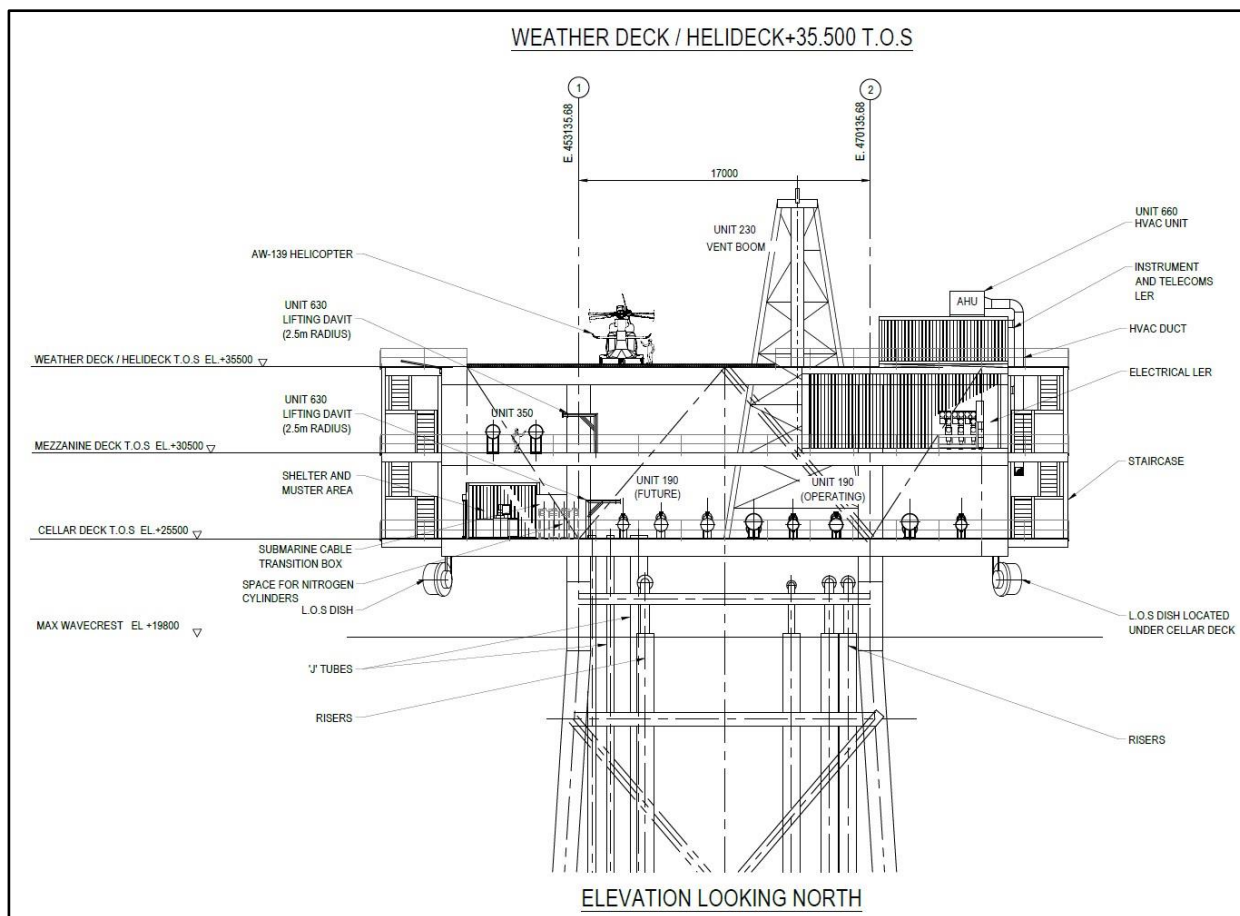 WEATHER DECK / HELIDECK+35.500 T.O.S
1
2
E. 453135.68
E. 470135.68
17000
UNIT 230
VENT BOOM
UNIT 660
HVAC UNIT
AHU
INSTRUMENT
AND TELECOMS
LER
HVAC DUCT
ELECTRICAL LER
STAIRCASE
AW-139 HELICOPTER
UNIT 630
LIFTING DAVIT
(2.5m RADIUS)
WEATHER DECK / HELIDECK T.O.S EL.+35500
UNIT 630
LIFTING DAVIT
(2.5m RADIUS)
UNIT 350
MEZZANINE DECK T.O.S EL.+30500
SHELTER AND
MUSTER AREA
UNIT 190
(FUTURE)
UNIT 190
(OPERATING)
CELLAR DECK T.O.S EL.+25500
SUBMARINE CABLE
TRANSITION BOX
SPACE FOR NITROGEN
CYLINDERS
L.O.S DISH
L.O.S DISH LOCATED
UNDER CELLAR DECK
MAX WAVECREST EL +19800
'J' TUBES
RISERS
RISERS
ELEVATION LOOKING NORTH